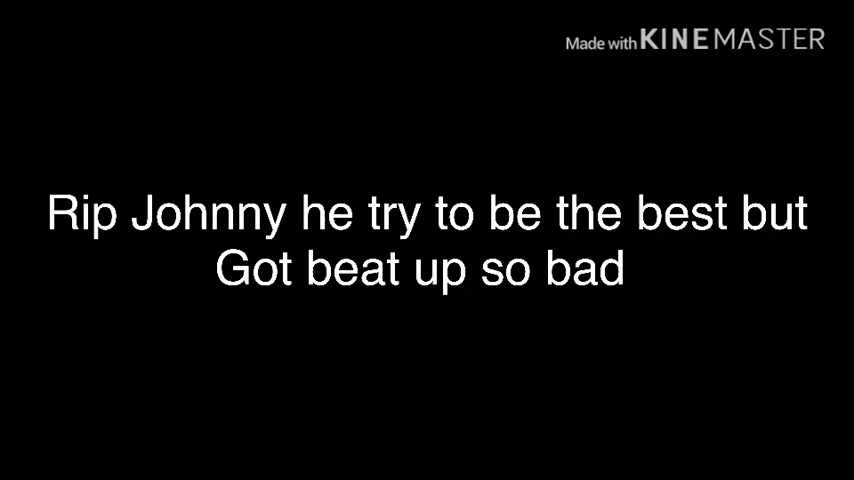 Made with KINEMASTER
Rip Johnny he try to be the best but
Got beat up so bad